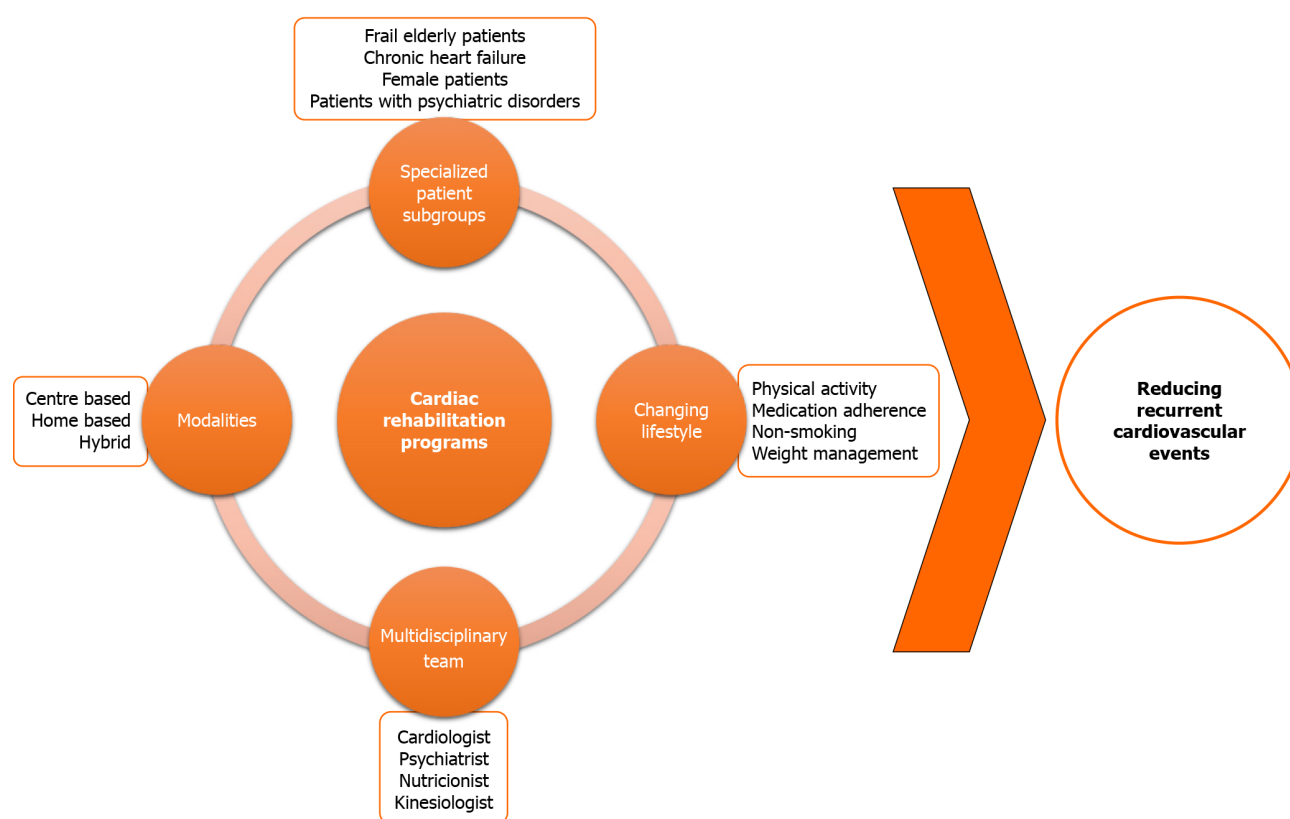 Frail elderly patients
Chronic heart failure
Female patients
Patients with psychiatric disorders
Specialized
patient
subgroups
Centre based
Home based
Hybrid
Modalities
Cardiac
rehabilitation
programs
Changing
lifestyle
Physical activity
Medication adherence
Non-smoking
Weight management
Reducing
recurrent
cardiovascular
events
Multidisciplinary
team
Cardiologist
Psychiatrist
Nutricionist
Kinesiologist